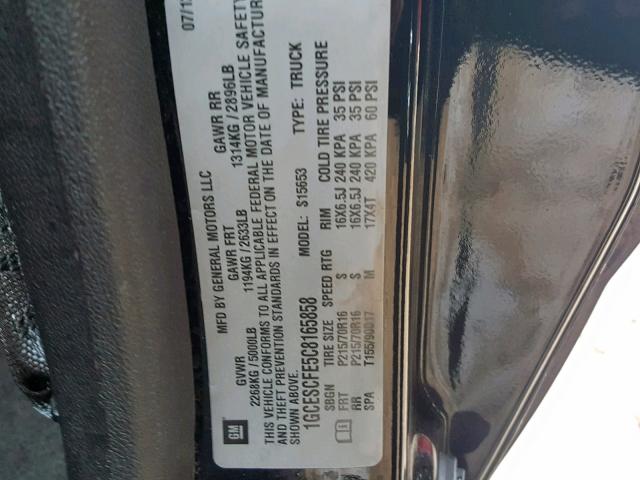 GM
MFD BY GENERAL MOTORS LLC
07/1
GVWR GAWR FRT GAWR RR
2268KG / 5000LB 1194KG / 2633LB 1314KG / 2896LB
THIS VEHICLE CONFORMS TO ALL APPLICABLE FEDERAL MOTOR VEHICLE SAFETY
AND THEFT PREVENTION STANDARDS IN EFFECT ON THE DATE OF MANUFACTUR
SHOWN ABOVE.
1GCESCFE5C8165858 MODEL: S15653 TYPE: TRUCK
SBGN TIRE SIZE SPEED RTG RIM COLD TIRE PRESSURE
FRT P215/70R16 S 16X6.5J 240 KPA 35 PSI
RR P215/70R16 S 16X6.5J 240 KPA 35 PSI
SPA T155/90D17 M 17X4T 420 KPA 60 PSI